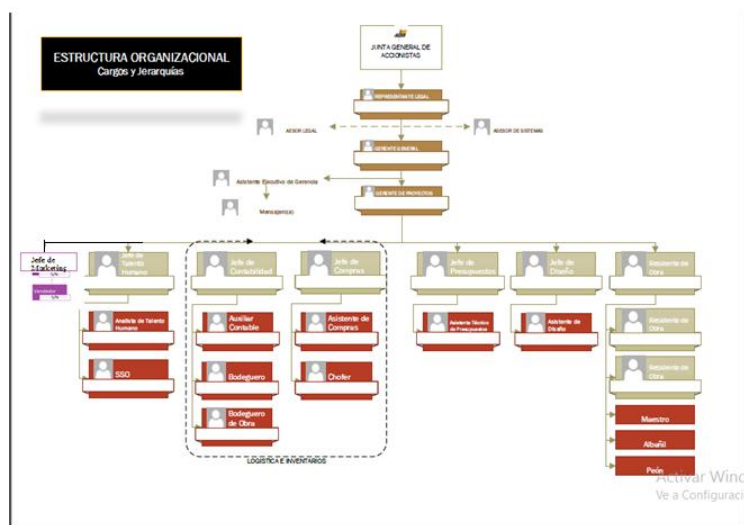 ESTRUCTURA ORGANIZACIONAL
Cargos y Jerarquías
JUNTA GENERAL DE
ACCIONISTAS
REPRESENTANTE LEGAL
ASESOR LEGAL
ASESOR DE SISTEMAS
GERENTE GENERAL
Asistente Ejecutivo de Gerencia
GERENTE DE PROYECTOS
Mensajero(a)
Jefe de
Marketing
S/N
Vendedor
S/N
Jefe de
Talento
Humano
Jefe de
Contabilidad
Jefe de
Compras
Jefe de
Presupuestos
Jefe de
Diseño
Residente de
Obra
Analista de Talento
Humano
Auxiliar
Contable
Asistente de
Compras
Asistente Técnico
de Presupuestos
Asistente de
Diseño
Residente de
Obra
SSO
Bodeguero
Chofer
Residente de
Obra
Bodeguero
de Obra
Maestro
Albañil
Peón
LOGISTICA E INVENTARIOS
Activar Wind
Ve a Configuraci